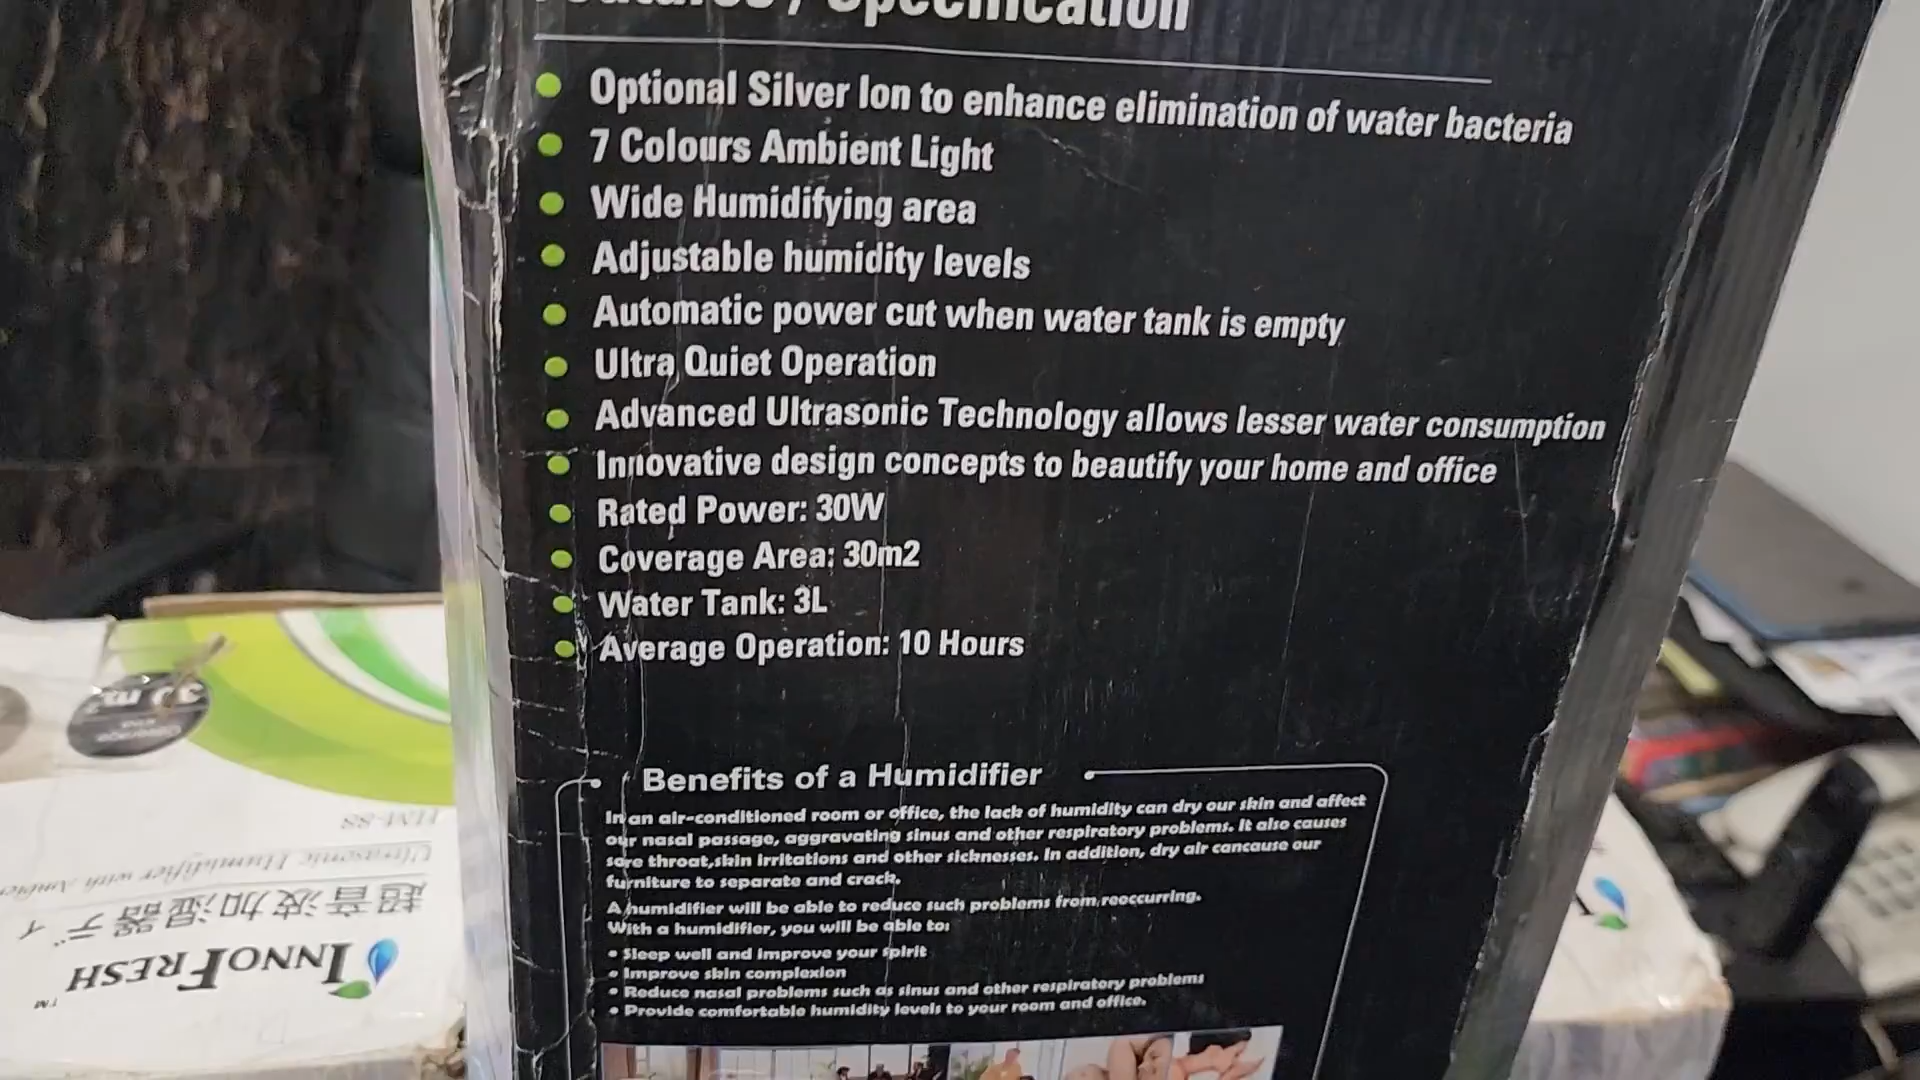 Features / Specification
Optional Silver Ion to enhance elimination of water bacteria
7 Colours Ambient Light
Wide Humidifying area
Adjustable humidity levels
Automatic power cut when water tank is empty
Ultra Quiet Operation
Advanced Ultrasonic Technology allows lesser water consumption
Innovative design concepts to beautify your home and office
Rated Power: 30W
Coverage Area: 30m2
Water Tank: 3L
Average Operation: 10 Hours
Benefits of a Humidifier
In an air-conditioned room or office, the lack of humidity can dry our skin and affect
our nasal passage, aggravating sinus and other respiratory problems. It also causes
sore throat,skin irritations and other sicknesses. In addition, dry air cancause our
furniture to separate and crack.
A humidifier will be able to reduce such problems from reoccurring.
With a humidifier, you will be able to:
• Sleep well and improve your spirit
• Improve skin complexion
• Reduce nasal problems such as sinus and other respiratory problems
• Provide comfortable humidity levels to your room and office.
INNOFRESH™
超音波加湿器ディ
Ultrasonic Humidifier with
HM-88